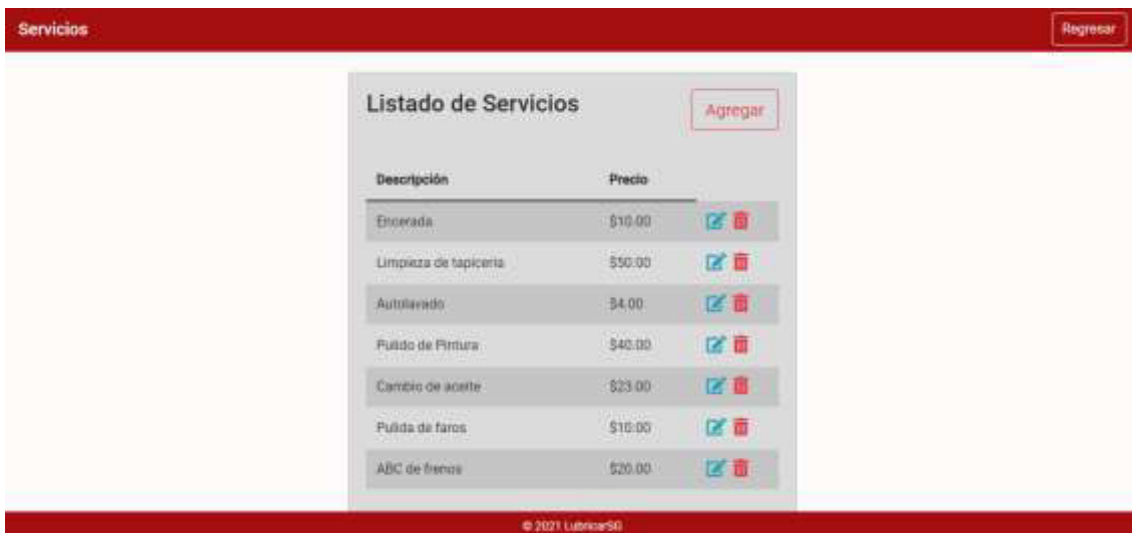 Servicios Regresar
Listado de Servicios Agregar
Descripción Precio
Encerada $10.00
Limpieza de tapiceria $50.00
Autolavado $4.00
Pulido de Pintura $40.00
Cambio de aceite $23.00
Pulida de faros $10.00
ABC de frenos $20.00
© 2021 LubricarSG